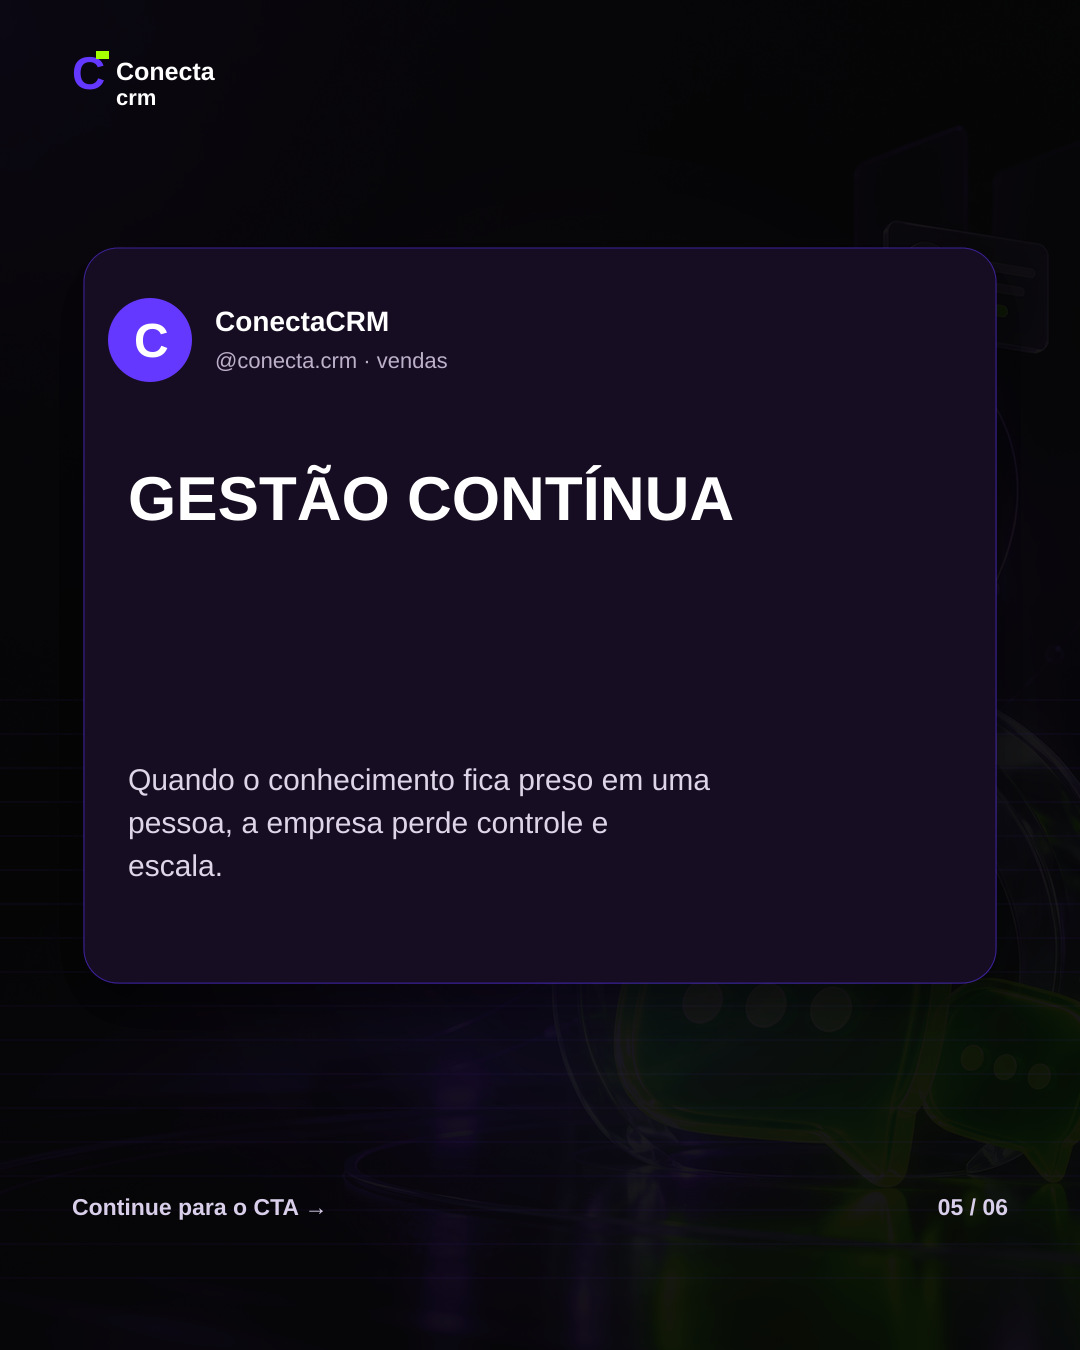 C Conecta
crm
C
ConectaCRM
@conecta.crm · vendas
GESTÃO CONTÍNUA
Quando o conhecimento fica preso em uma
pessoa, a empresa perde controle e
escala.
Continue para o CTA →
05 / 06